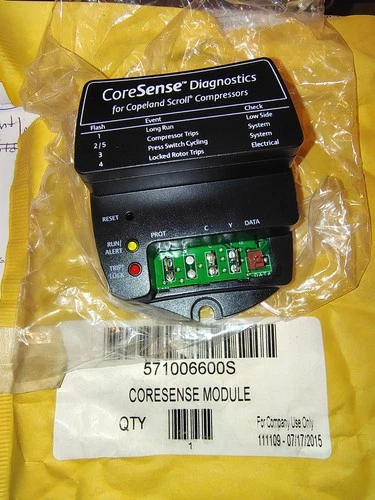 CoreSense™ Diagnostics
for Copeland Scroll® Compressors
Flash Event Check
1 Long Run Low Side
2/5 Compressor Trips System
3 Press Switch Cycling System
4 Locked Rotor Trips Electrical
RESET
PROT C Y DATA
RUN/
ALERT
TRIP/
LOCK
571006600S
CORESENSE MODULE
QTY
1
For Company Use Only
111109 - 07/17/2015